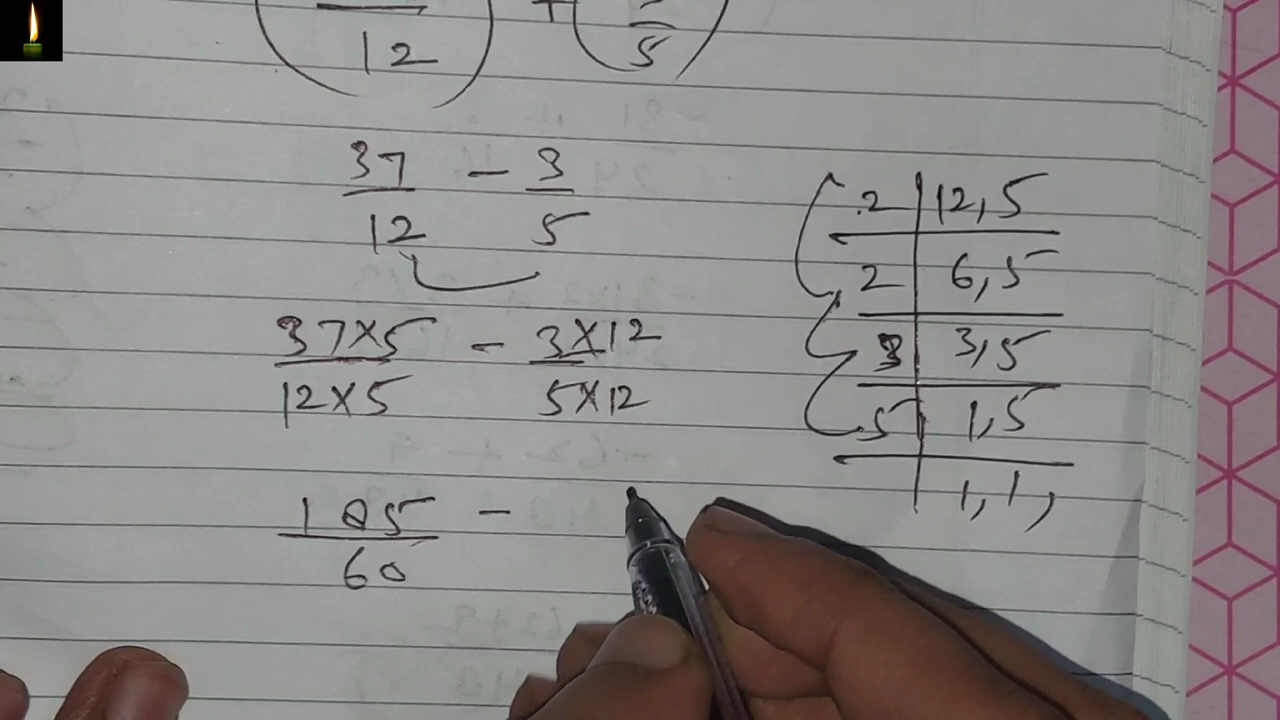 12 + 5
37 - 3
12 5
37×5 - 3×12
12×5 5×12
185 -
60
2 | 12,5
2 | 6,5
3 | 3,5
5 | 1,5
1,1,